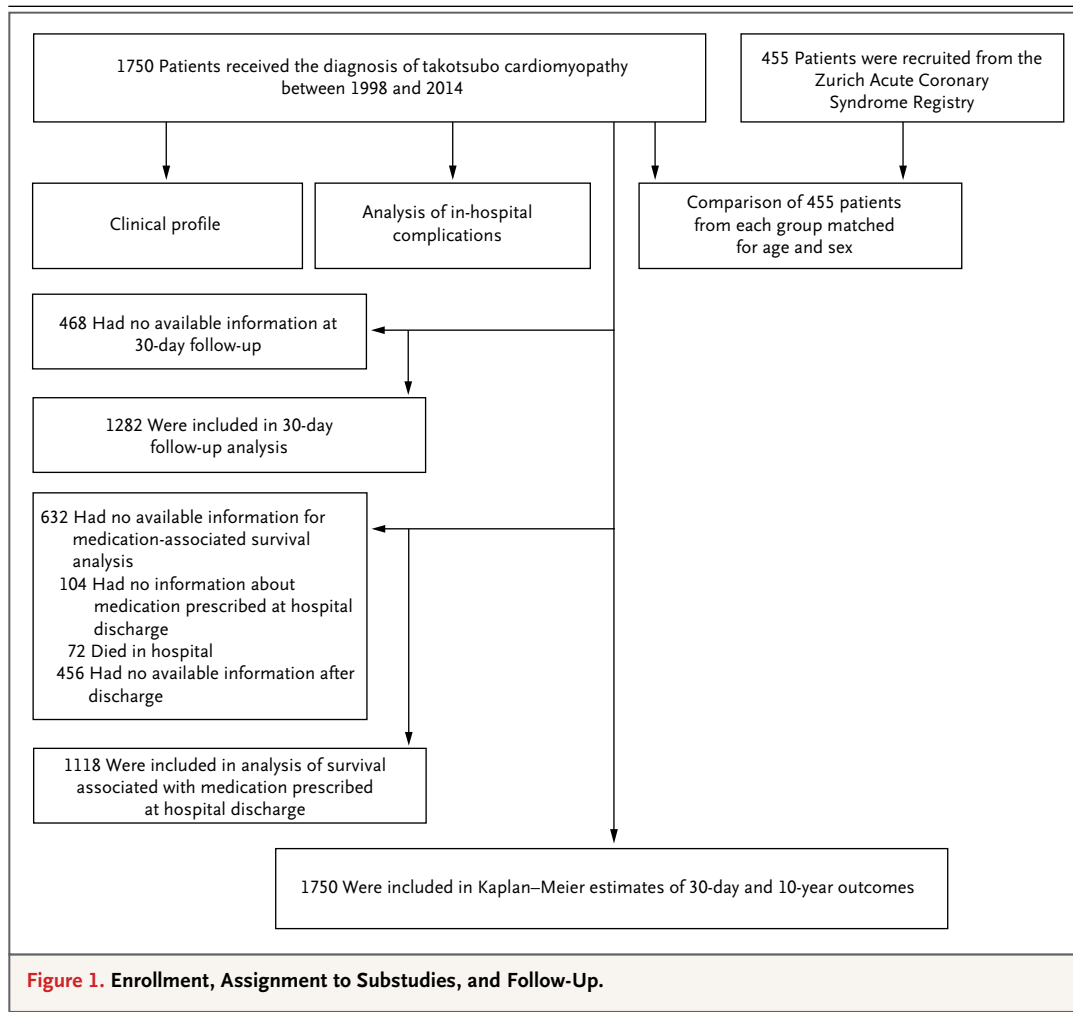 1750 Patients received the diagnosis of takotsubo cardiomyopathy
between 1998 and 2014
455 Patients were recruited from the
Zurich Acute Coronary
Syndrome Registry
Clinical profile
Analysis of in-hospital
complications
Comparison of 455 patients
from each group matched
for age and sex
468 Had no available information at
30-day follow-up
1282 Were included in 30-day
follow-up analysis
632 Had no available information for
medication-associated survival
analysis
104 Had no information about
medication prescribed at hospital
discharge
72 Died in hospital
456 Had no available information after
discharge
1118 Were included in analysis of survival
associated with medication prescribed
at hospital discharge
1750 Were included in Kaplan–Meier estimates of 30-day and 10-year outcomes
Figure 1. Enrollment, Assignment to Substudies, and Follow-Up.